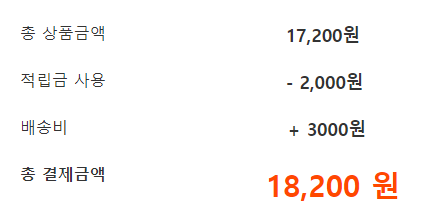 총 상품금액 17,200원
적립금 사용 - 2,000원
배송비 + 3000원
총 결제금액 18,200 원